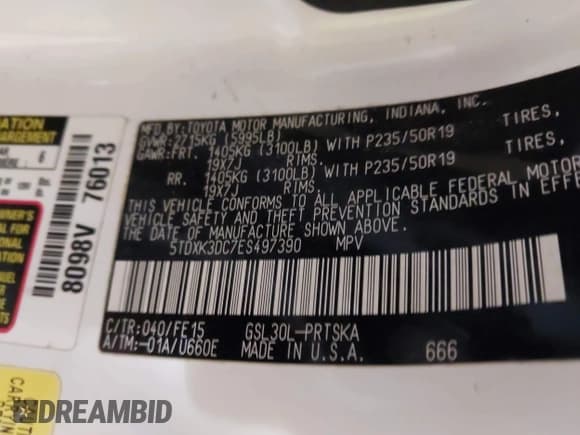 MFD.BY:TOYOTA MOTOR MANUFACTURING, INDIANA, INC.
GVWR:2715KG ( 5995LB)
GAWR:FRT. 1405KG (3100LB) WITH P235/50R19 TIRES,
19X7J RIMS.
RR. 1405KG (3100LB) WITH P235/50R19 TIRES,
19X7J RIMS.
THIS VEHICLE CONFORMS TO ALL APPLICABLE FEDERAL MOTOR
VEHICLE SAFETY AND THEFT PREVENTION STANDARDS IN EFFE
THE DATE OF MANUFACTURE SHOWN ABOVE.
5TDXK3DC7ES497390 MPV
C/TR:040/FE15 GSL30L-PRTSKA
A/TM:-01A/U660E MADE IN U.S.A. 666
8098V 76013
DREAMBID